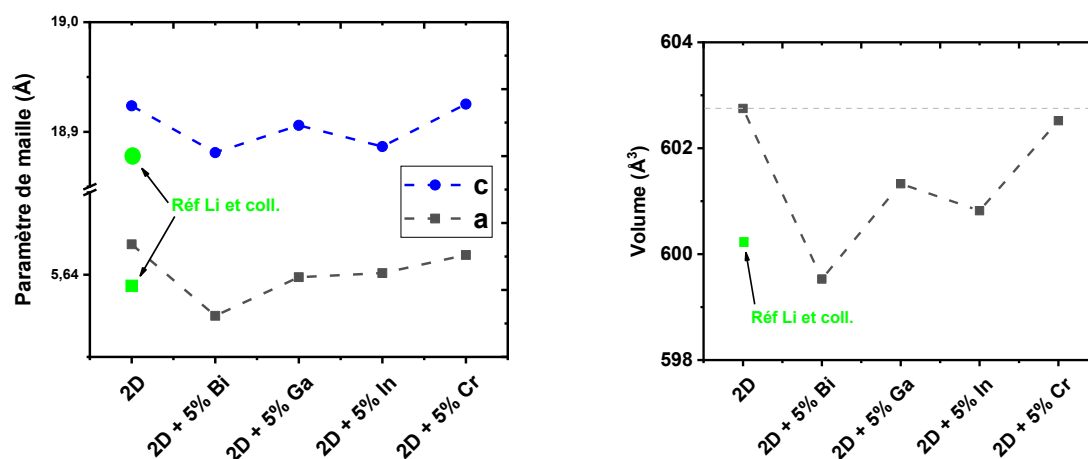 19,0
18,9
5,64
Paramètre de maille (Å)
Réf Li et coll.
c
a
2D
2D + 5% Bi
2D + 5% Ga
2D + 5% In
2D + 5% Cr
604
602
600
598
Volume (Å³)
Réf Li et coll.
2D
2D + 5% Bi
2D + 5% Ga
2D + 5% In
2D + 5% Cr